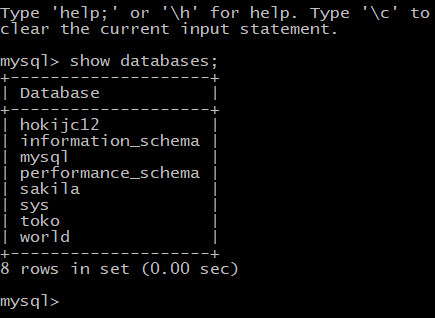 Type 'help;' or '\h' for help. Type '\c' to
clear the current input statement.
mysql> show databases;
+--------------------+
| Database           |
+--------------------+
| hokijc12           |
| information_schema |
| mysql              |
| performance_schema |
| sakila             |
| sys                |
| toko               |
| world              |
+--------------------+
8 rows in set (0.00 sec)
mysql>